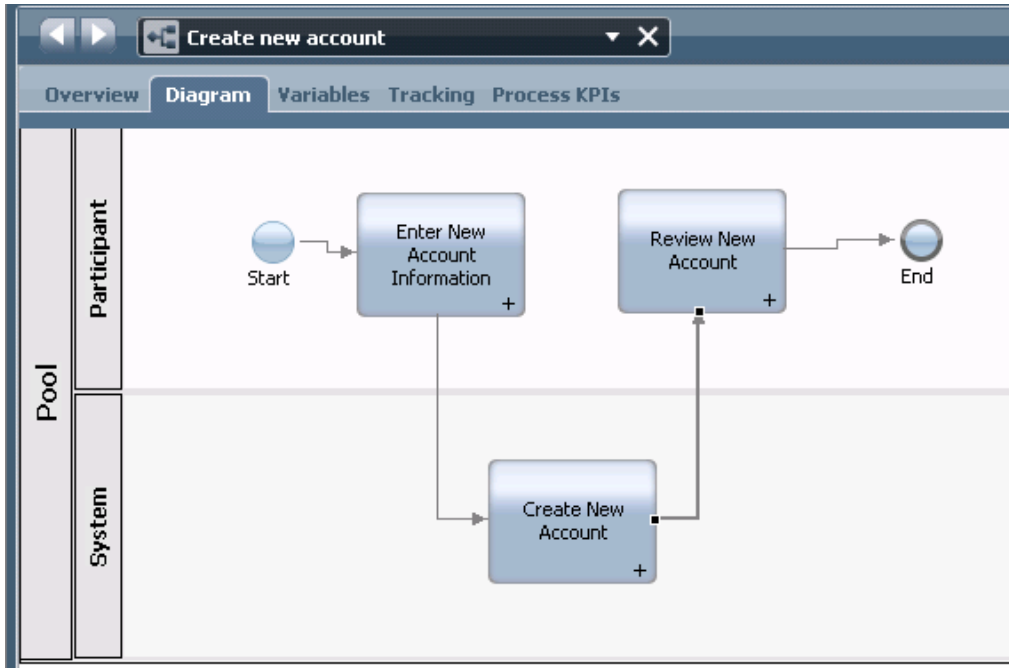 Create new account
Overview Diagram Variables Tracking Process KPIs
Pool
Participant
Start
Enter New
Account
Information
+
Review New
Account
+
End
System
Create New
Account
+